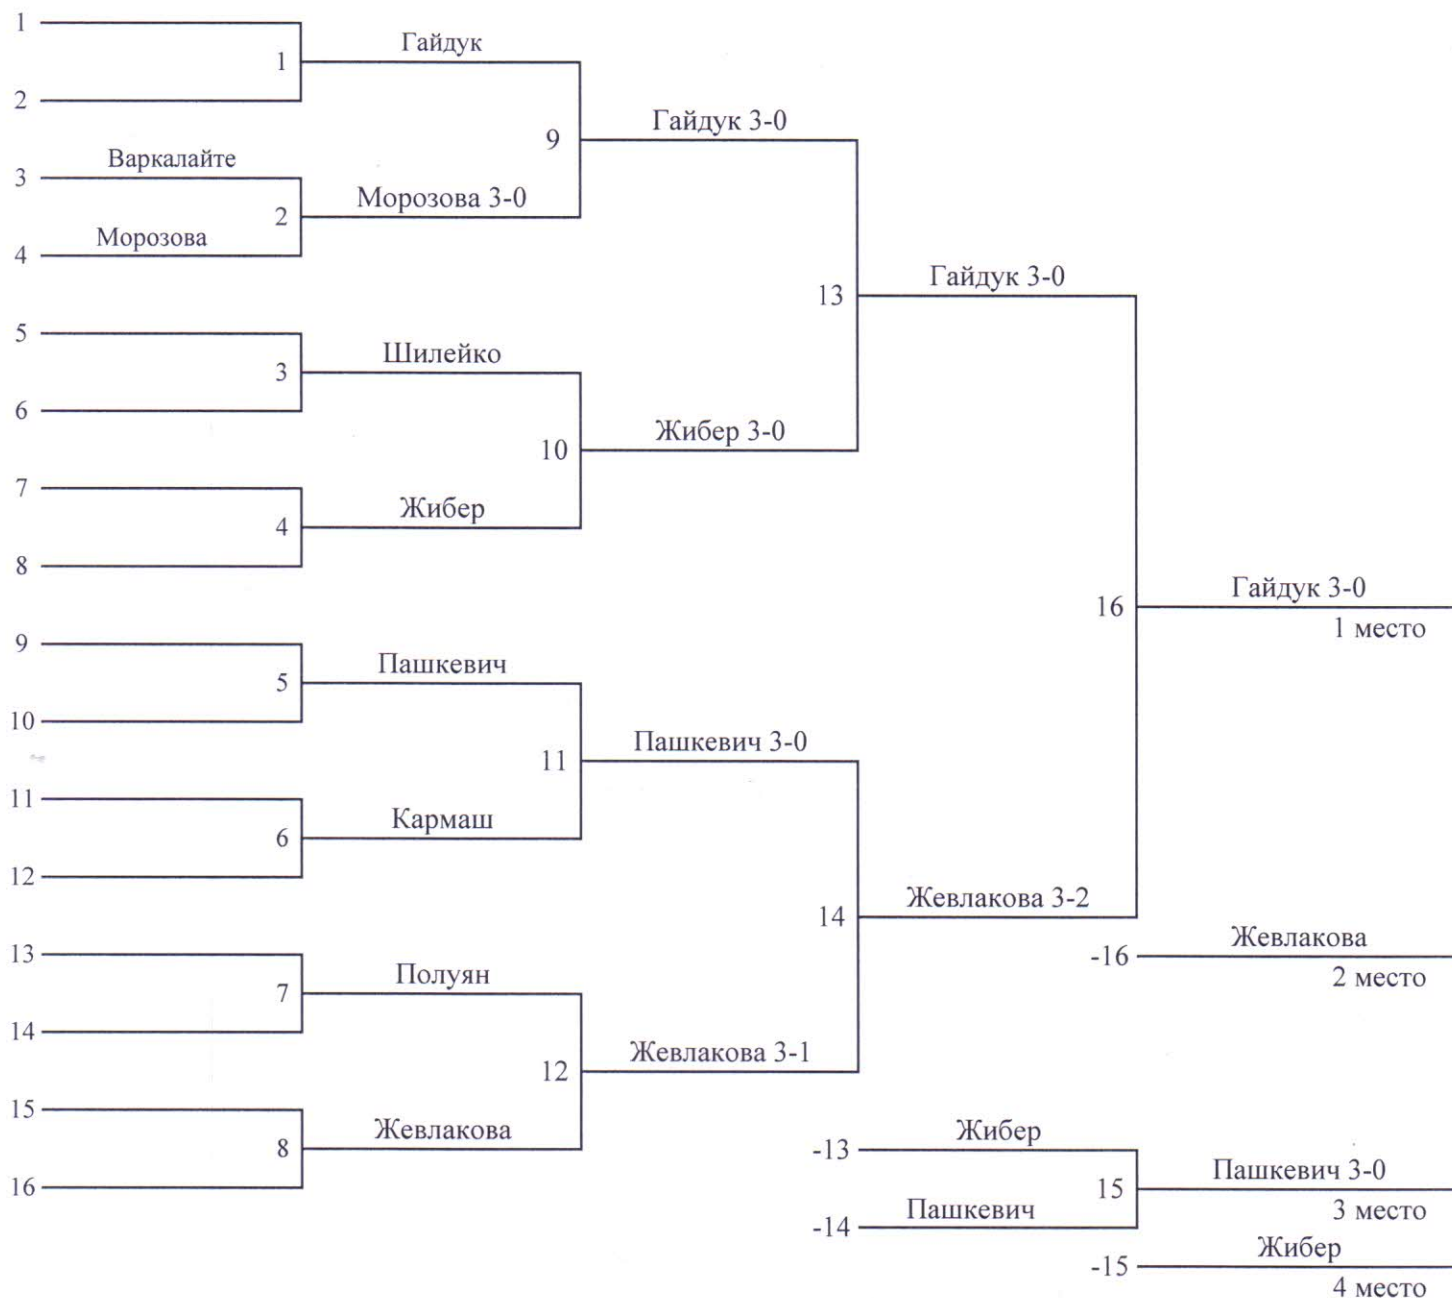 1
Гайдук
1
2
Гайдук 3-0
9
Варкалайте
3
Морозова 3-0
2
Морозова
4
Гайдук 3-0
13
5
Шилейко
3
6
Жибер 3-0
10
7
Жибер
4
8
Гайдук 3-0
16
1 место
9
Пашкевич
5
10
Пашкевич 3-0
11
11
Кармаш
6
12
Жевлакова 3-2
14
Жевлакова
-16
2 место
13
Полуян
7
14
Жевлакова 3-1
12
15
Жевлакова
8
16
Жибер
-13
Пашкевич 3-0
15
3 место
Пашкевич
-14
Жибер
-15
4 место